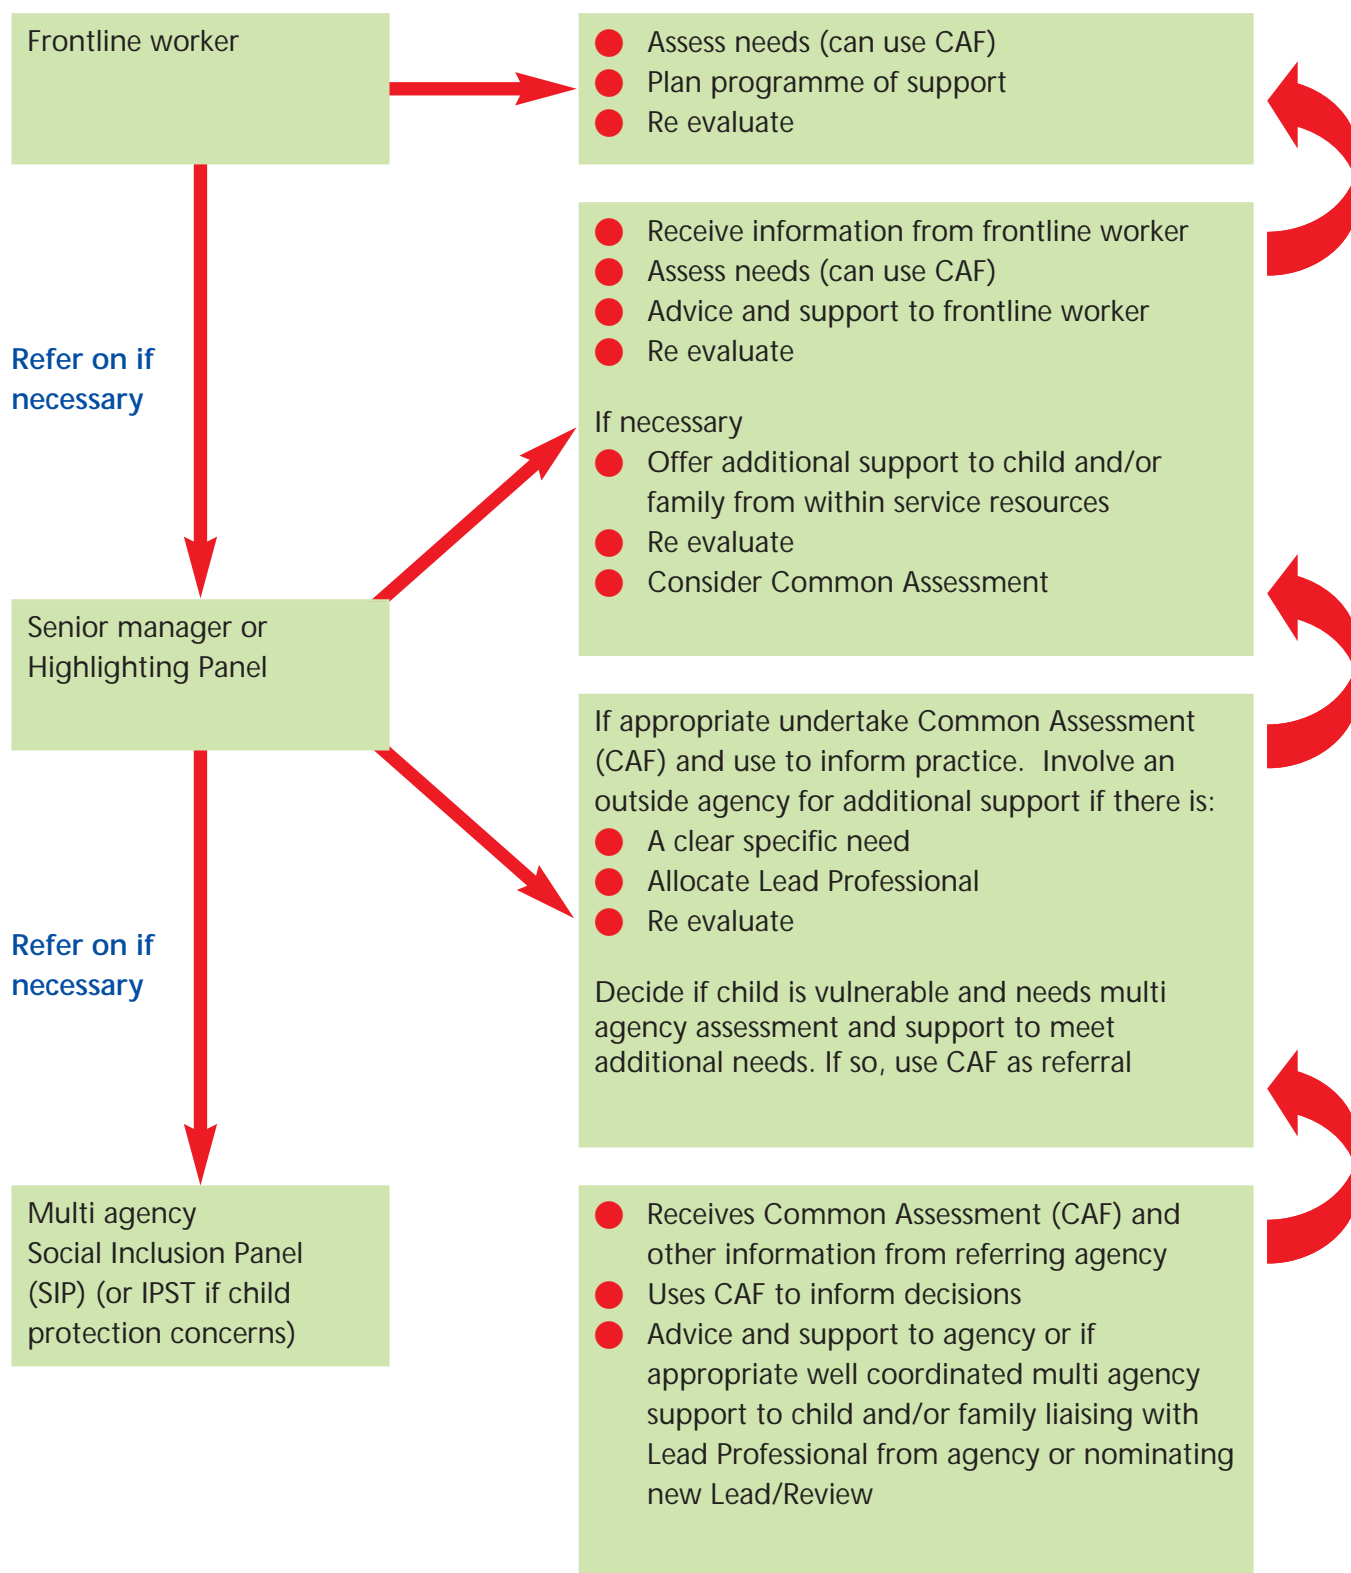 Frontline worker
Assess needs (can use CAF)
Plan programme of support
Re evaluate
Receive information from frontline worker
Assess needs (can use CAF)
Advice and support to frontline worker
Re evaluate
If necessary
Offer additional support to child and/or
family from within service resources
Re evaluate
Consider Common Assessment
Refer on if
necessary
Senior manager or
Highlighting Panel
If appropriate undertake Common Assessment
(CAF) and use to inform practice.  Involve an
outside agency for additional support if there is:
A clear specific need
Allocate Lead Professional
Re evaluate
Decide if child is vulnerable and needs multi
agency assessment and support to meet
additional needs. If so, use CAF as referral
Refer on if
necessary
Multi agency
Social Inclusion Panel
(SIP) (or IPST if child
protection concerns)
Receives Common Assessment (CAF) and
other information from referring agency
Uses CAF to inform decisions
Advice and support to agency or if
appropriate well coordinated multi agency
support to child and/or family liaising with
Lead Professional from agency or nominating
new Lead/Review